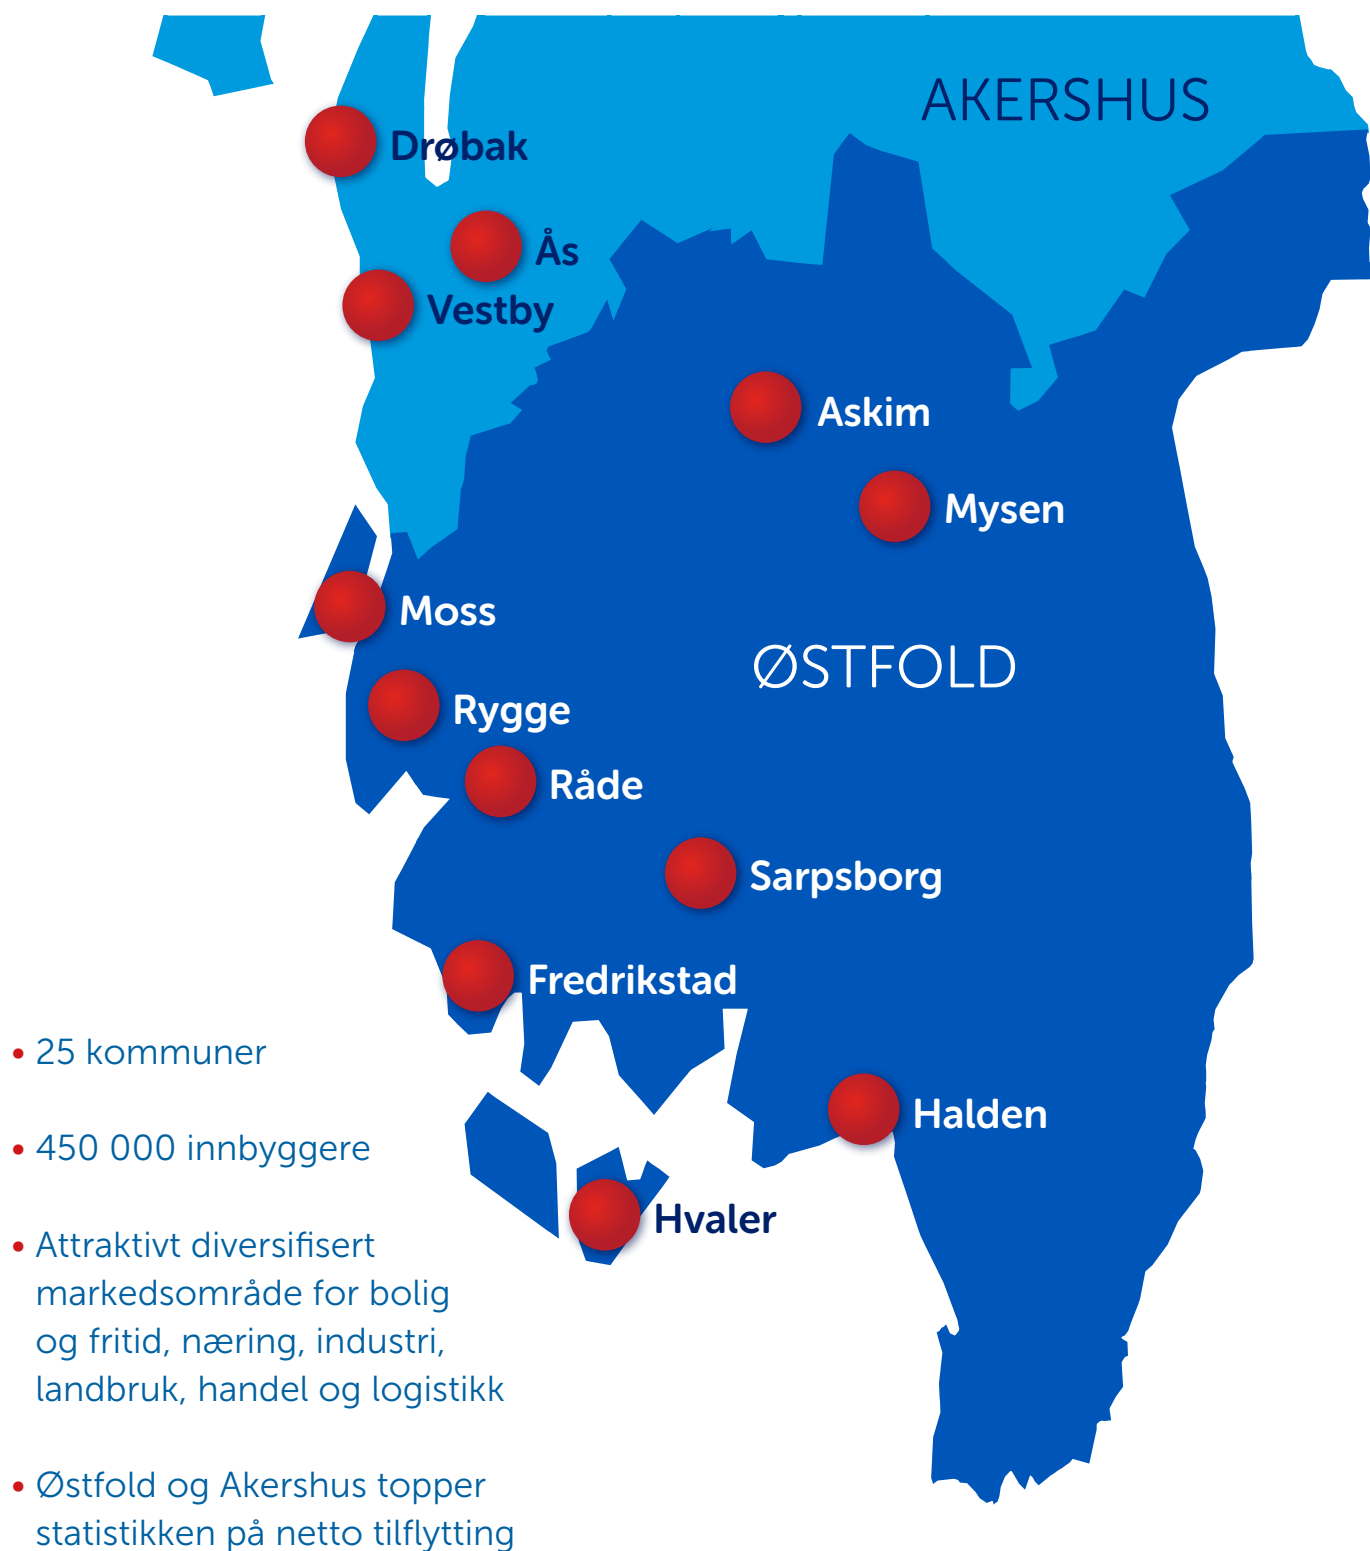 AKERSHUS
Drøbak
Ås
Vestby
Askim
Mysen
Moss
ØSTFOLD
Rygge
Råde
Sarpsborg
Fredrikstad
Halden
Hvaler
• 25 kommuner
• 450 000 innbyggere
• Attraktivt diversifisert
markedsområde for bolig
og fritid, næring, industri,
landbruk, handel og logistikk
• Østfold og Akershus topper
statistikken på netto tilflytting